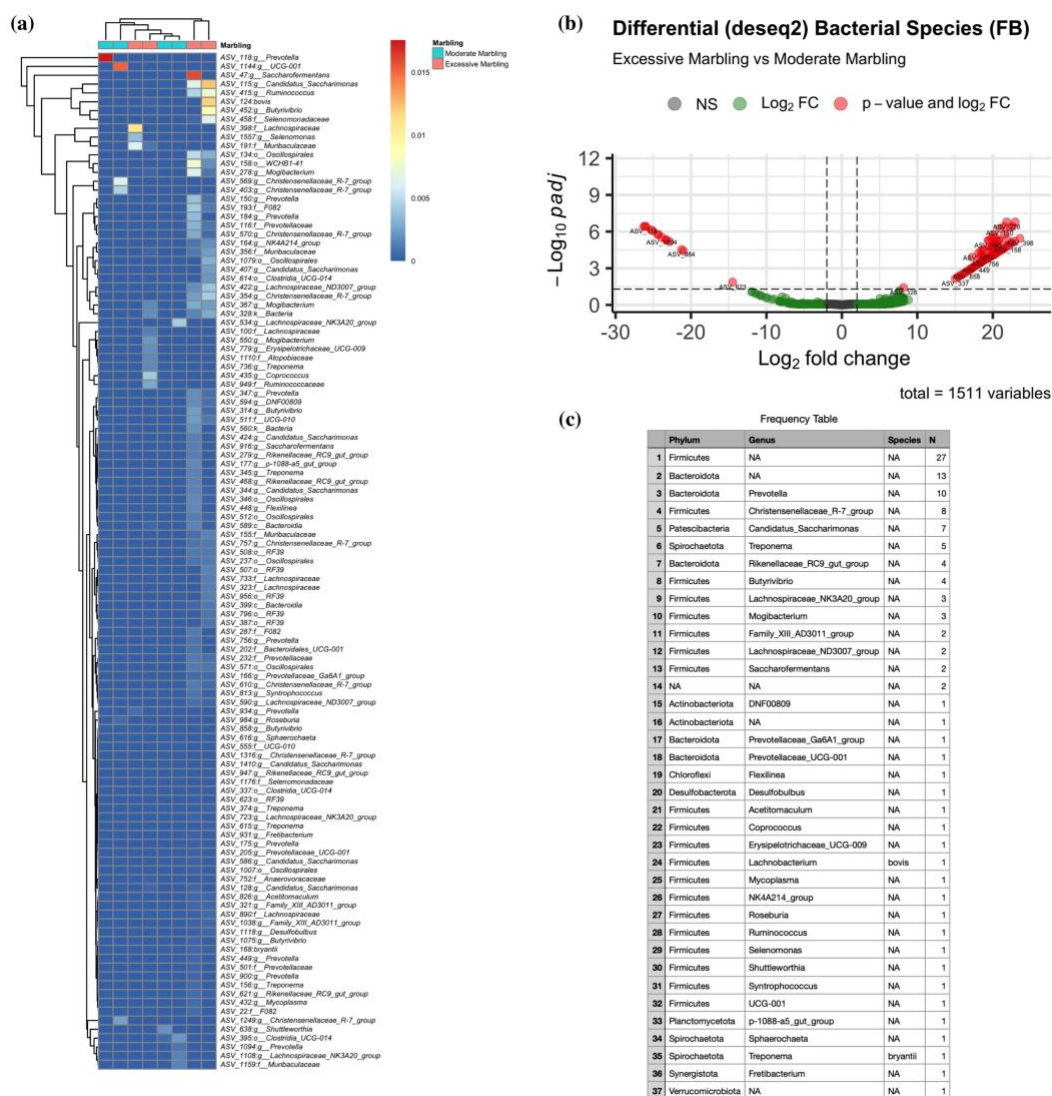 (a)
Marbling
Marbling
Moderate Marbling
Excessive Marbling
0.015
0.01
0.005
0
ASV_118:g__Prevotella
ASV_1144:g__UCG-001
ASV_47:g__Saccharofermentans
ASV_115:g__Candidatus_Saccharimonas
ASV_415:g__Ruminococcus
ASV_124:bovis
ASV_452:g__Butyrivibrio
ASV_458:f__Selenomonadaceae
ASV_398:f__Lachnospiraceae
ASV_1557:g__Selenomonas
ASV_191:f__Muribaculaceae
ASV_134:o__Oscillospirales
ASV_158:o__WCHB1-41
ASV_278:g__Mogibacterium
ASV_569:g__Christensenellaceae_R-7_group
ASV_403:g__Christensenellaceae_R-7_group
ASV_150:g__Prevotella
ASV_193:f__F082
ASV_184:g__Prevotella
ASV_116:f__Prevotellaceae
ASV_570:g__Christensenellaceae_R-7_group
ASV_164:g__NK4A214_group
ASV_356:f__Muribaculaceae
ASV_1079:o__Oscillospirales
ASV_407:g__Candidatus_Saccharimonas
ASV_614:o__Clostridia_UCG-014
ASV_422:g__Lachnospiraceae_ND3007_group
ASV_354:g__Christensenellaceae_R-7_group
ASV_367:g__Mogibacterium
ASV_328:k__Bacteria
ASV_534:g__Lachnospiraceae_NK3A20_group
ASV_100:f__Lachnospiraceae
ASV_550:g__Mogibacterium
ASV_779:g__Erysipelotrichaceae_UCG-009
ASV_1110:f__Atopobiaceae
ASV_736:g__Treponema
ASV_435:g__Coprococcus
ASV_949:f__Ruminococcaceae
ASV_347:g__Prevotella
ASV_594:g__DNF00809
ASV_314:g__Butyrivibrio
ASV_511:f__UCG-010
ASV_560:k__Bacteria
ASV_424:g__Candidatus_Saccharimonas
ASV_916:g__Saccharofermentans
ASV_279:g__Rikenellaceae_RC9_gut_group
ASV_177:g__p-1088-a5_gut_group
ASV_345:g__Treponema
ASV_468:g__Rikenellaceae_RC9_gut_group
ASV_344:g__Candidatus_Saccharimonas
ASV_346:o__Oscillospirales
ASV_448:g__Flexilinea
ASV_512:o__Oscillospirales
ASV_589:c__Bacteroidia
ASV_155:f__Muribaculaceae
ASV_757:g__Christensenellaceae_R-7_group
ASV_508:o__RF39
ASV_237:o__Oscillospirales
ASV_507:o__RF39
ASV_733:f__Lachnospiraceae
ASV_323:f__Lachnospiraceae
ASV_956:o__RF39
ASV_399:c__Bacteroidia
ASV_796:o__RF39
ASV_387:o__RF39
ASV_287:f__F082
ASV_756:g__Prevotella
ASV_202:f__Bacteroidales_UCG-001
ASV_232:f__Prevotellaceae
ASV_571:o__Oscillospirales
ASV_166:g__Prevotellaceae_Ga6A1_group
ASV_610:g__Christensenellaceae_R-7_group
ASV_813:g__Syntrophococcus
ASV_590:g__Lachnospiraceae_ND3007_group
ASV_934:g__Prevotella
ASV_984:g__Roseburia
ASV_858:g__Butyrivibrio
ASV_616:g__Sphaerochaeta
ASV_555:f__UCG-010
ASV_1316:g__Christensenellaceae_R-7_group
ASV_1410:g__Candidatus_Saccharimonas
ASV_947:g__Rikenellaceae_RC9_gut_group
ASV_1176:f__Selenomonadaceae
ASV_337:o__Clostridia_UCG-014
ASV_623:o__RF39
ASV_374:g__Treponema
ASV_723:g__Lachnospiraceae_NK3A20_group
ASV_615:g__Treponema
ASV_931:g__Fretibacterium
ASV_175:g__Prevotella
ASV_205:g__Prevotellaceae_UCG-001
ASV_586:g__Candidatus_Saccharimonas
ASV_1007:o__Oscillospirales
ASV_752:f__Anaerovoracaceae
ASV_128:g__Candidatus_Saccharimonas
ASV_826:g__Acetitomaculum
ASV_321:g__Family_XIII_AD3011_group
ASV_890:f__Lachnospiraceae
ASV_1038:g__Family_XIII_AD3011_group
ASV_1118:g__Desulfobulbus
ASV_1075:g__Butyrivibrio
ASV_168:bryantii
ASV_449:g__Prevotella
ASV_501:f__Prevotellaceae
ASV_900:g__Prevotella
ASV_156:g__Treponema
ASV_621:g__Rikenellaceae_RC9_gut_group
ASV_432:g__Mycoplasma
ASV_22:f__F082
ASV_1249:g__Christensenellaceae_R-7_group
ASV_638:g__Shuttleworthia
ASV_395:o__Clostridia_UCG-014
ASV_1094:g__Prevotella
ASV_1108:g__Lachnospiraceae_NK3A20_group
ASV_1159:f__Muribaculaceae
(b) Differential (deseq2) Bacterial Species (FB)
Excessive Marbling vs Moderate Marbling
NS Log2 FC p − value and log2 FC
−Log10 padj
12
9
6
3
0
-30 -20 -10 0 10 20
Log2 fold change
total = 1511 variables
(c)
Frequency Table
Phylum Genus Species N
1 Firmicutes NA NA 27
2 Bacteroidota NA NA 13
3 Bacteroidota Prevotella NA 10
4 Firmicutes Christensenellaceae_R-7_group NA 8
5 Patescibacteria Candidatus_Saccharimonas NA 7
6 Spirochaetota Treponema NA 5
7 Bacteroidota Rikenellaceae_RC9_gut_group NA 4
8 Firmicutes Butyrivibrio NA 4
9 Firmicutes Lachnospiraceae_NK3A20_group NA 3
10 Firmicutes Mogibacterium NA 3
11 Firmicutes Family_XIII_AD3011_group NA 2
12 Firmicutes Lachnospiraceae_ND3007_group NA 2
13 Firmicutes Saccharofermentans NA 2
14 NA NA NA 2
15 Actinobacteriota DNF00809 NA 1
16 Actinobacteriota NA NA 1
17 Bacteroidota Prevotellaceae_Ga6A1_group NA 1
18 Bacteroidota Prevotellaceae_UCG-001 NA 1
19 Chloroflexi Flexilinea NA 1
20 Desulfobacterota Desulfobulbus NA 1
21 Firmicutes Acetitomaculum NA 1
22 Firmicutes Coprococcus NA 1
23 Firmicutes Erysipelotrichaceae_UCG-009 NA 1
24 Firmicutes Lachnobacterium bovis 1
25 Firmicutes Mycoplasma NA 1
26 Firmicutes NK4A214_group NA 1
27 Firmicutes Roseburia NA 1
28 Firmicutes Ruminococcus NA 1
29 Firmicutes Selenomonas NA 1
30 Firmicutes Shuttleworthia NA 1
31 Firmicutes Syntrophococcus NA 1
32 Firmicutes UCG-001 NA 1
33 Planctomycetota p-1088-a5_gut_group NA 1
34 Spirochaetota Sphaerochaeta NA 1
35 Spirochaetota Treponema bryantii 1
36 Synergistota Fretibacterium NA 1
37 Verrucomicrobiota NA NA 1